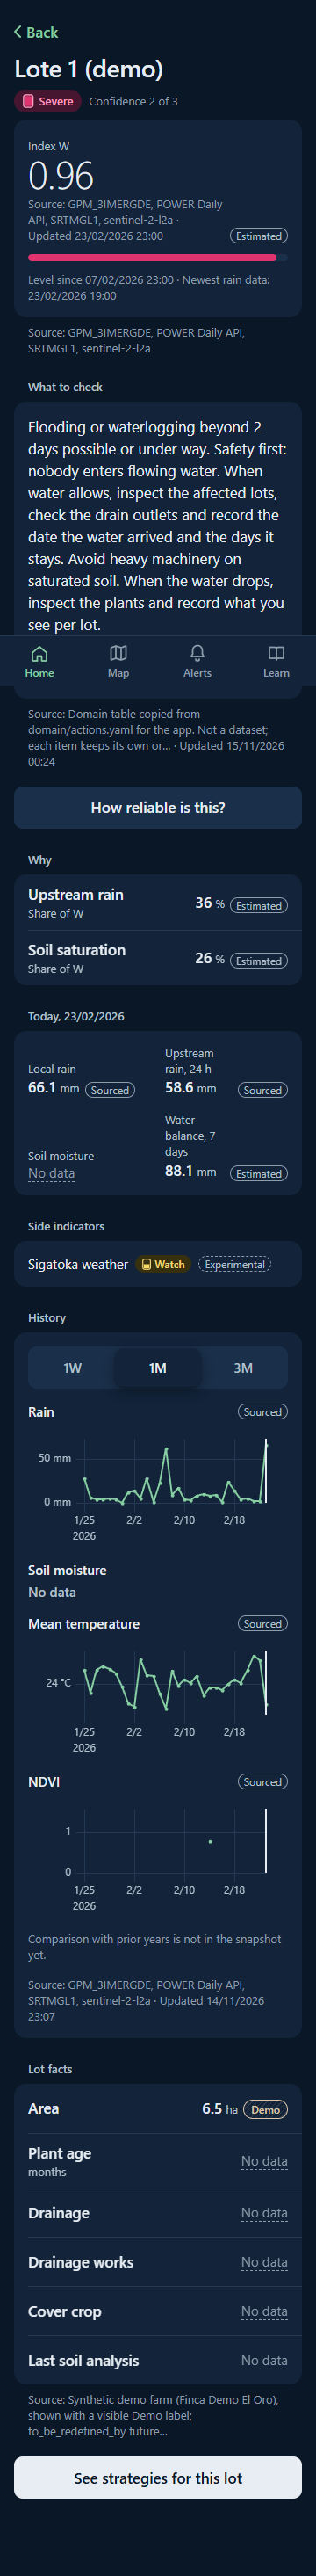 Back
Lote 1 (demo)
Severe Confidence 2 of 3
Index W
0.96
Source: GPM_3IMERGDE, POWER Daily
API, SRTMGL1, sentinel-2-l2a ·
Updated 23/02/2026 23:00 Estimated
Level since 07/02/2026 23:00 · Newest rain data:
23/02/2026 19:00
Source: GPM_3IMERGDE, POWER Daily API,
SRTMGL1, sentinel-2-l2a
What to check
Flooding or waterlogging beyond 2
days possible or under way. Safety first:
nobody enters flowing water. When
water allows, inspect the affected lots,
check the drain outlets and record the
date the water arrived and the days it
stays. Avoid heavy machinery on
saturated soil. When the water drops,
inspect the plants and record what you
see per lot.
Home Map Alerts Learn
Source: Domain table copied from
domain/actions.yaml for the app. Not a dataset;
each item keeps its own or... · Updated 15/11/2026
00:24
How reliable is this?
Why
Upstream rain 36 % Estimated
Share of W
Soil saturation 26 % Estimated
Share of W
Today, 23/02/2026
Local rain
66.1 mm Sourced
Upstream
rain, 24 h
58.6 mm Sourced
Soil moisture
No data
Water
balance, 7
days
88.1 mm Estimated
Side indicators
Sigatoka weather Watch Experimental
History
1W 1M 3M
Rain Sourced
50 mm
0 mm
1/25 2/2 2/10 2/18
2026
Soil moisture
No data
Mean temperature Sourced
24 °C
1/25 2/2 2/10 2/18
2026
NDVI Sourced
1
0
1/25 2/2 2/10 2/18
2026
Comparison with prior years is not in the snapshot
yet.
Source: GPM_3IMERGDE, POWER Daily API,
SRTMGL1, sentinel-2-l2a · Updated 14/11/2026
23:07
Lot facts
Area 6.5 ha Demo
Plant age No data
months
Drainage No data
Drainage works No data
Cover crop No data
Last soil analysis No data
Source: Synthetic demo farm (Finca Demo El Oro),
shown with a visible Demo label;
to_be_redefined_by future...
See strategies for this lot